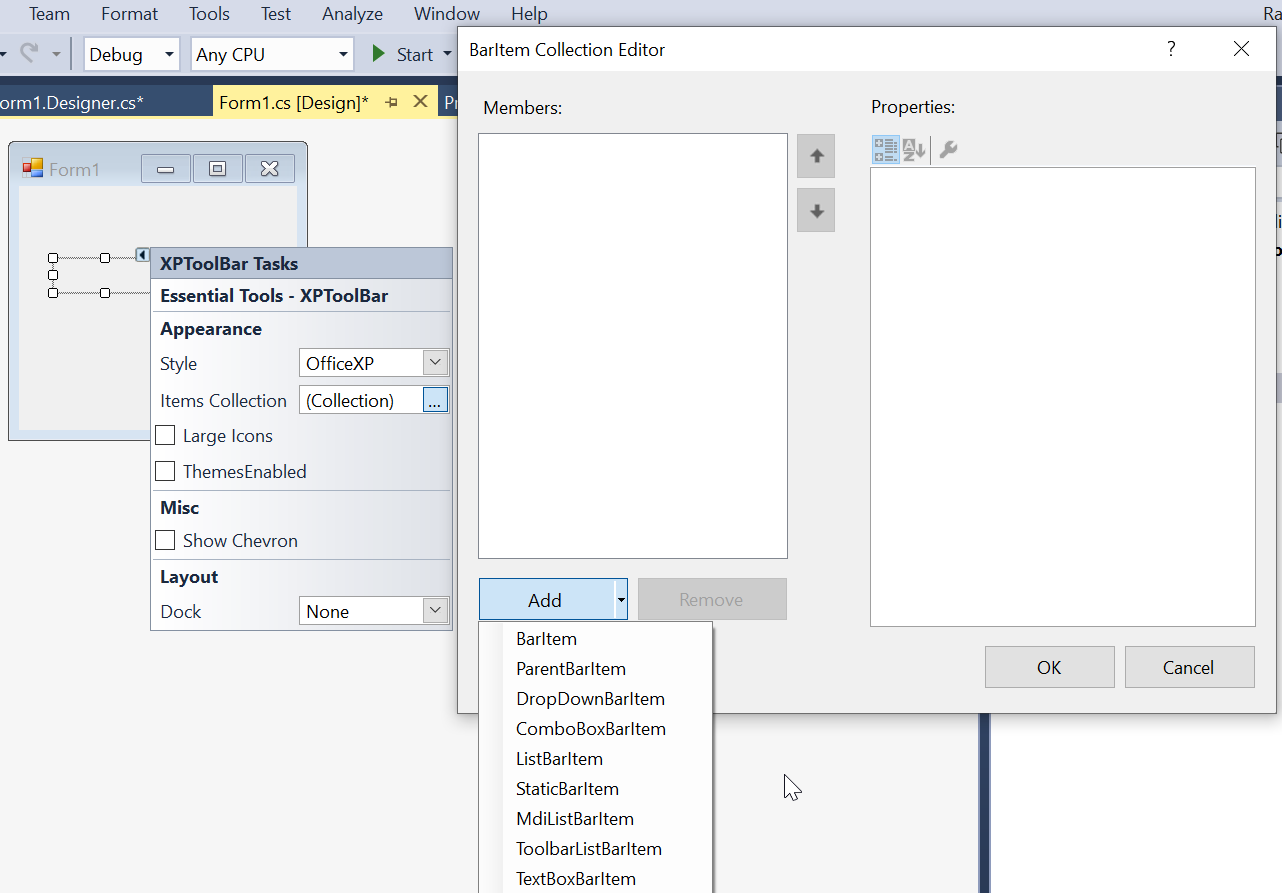 Team Format Tools Test Analyze Window Help Ra
Debug Any CPU Start
orm1.Designer.cs* Form1.cs [Design]* Pr
Form1
XPToolBar Tasks
Essential Tools - XPToolBar
Appearance
Style OfficeXP
Items Collection (Collection) ...
Large Icons
ThemesEnabled
Misc
Show Chevron
Layout
Dock None
BarItem Collection Editor ?
Members:
Properties:
Add Remove
BarItem
ParentBarItem
DropDownBarItem
ComboBoxBarItem
ListBarItem
StaticBarItem
MdiListBarItem
ToolbarListBarItem
TextBoxBarItem
OK Cancel